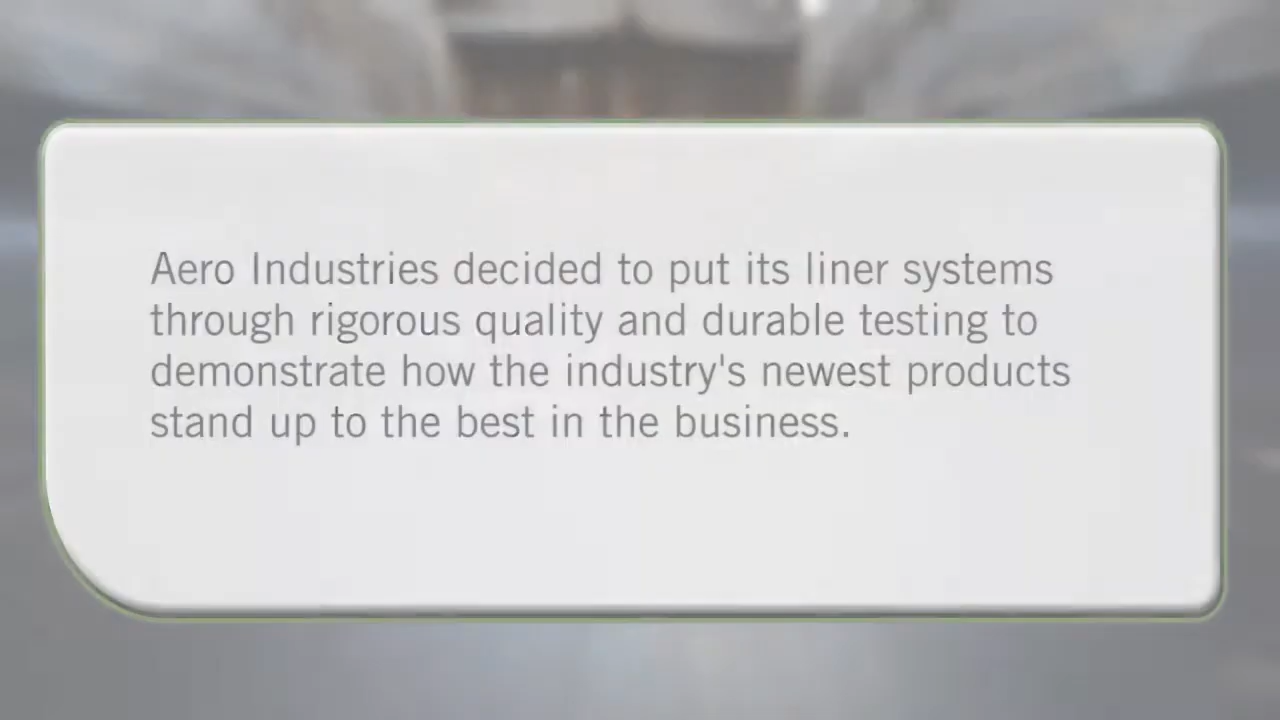 Aero Industries decided to put its liner systems
through rigorous quality and durable testing to
demonstrate how the industry's newest products
stand up to the best in the business.